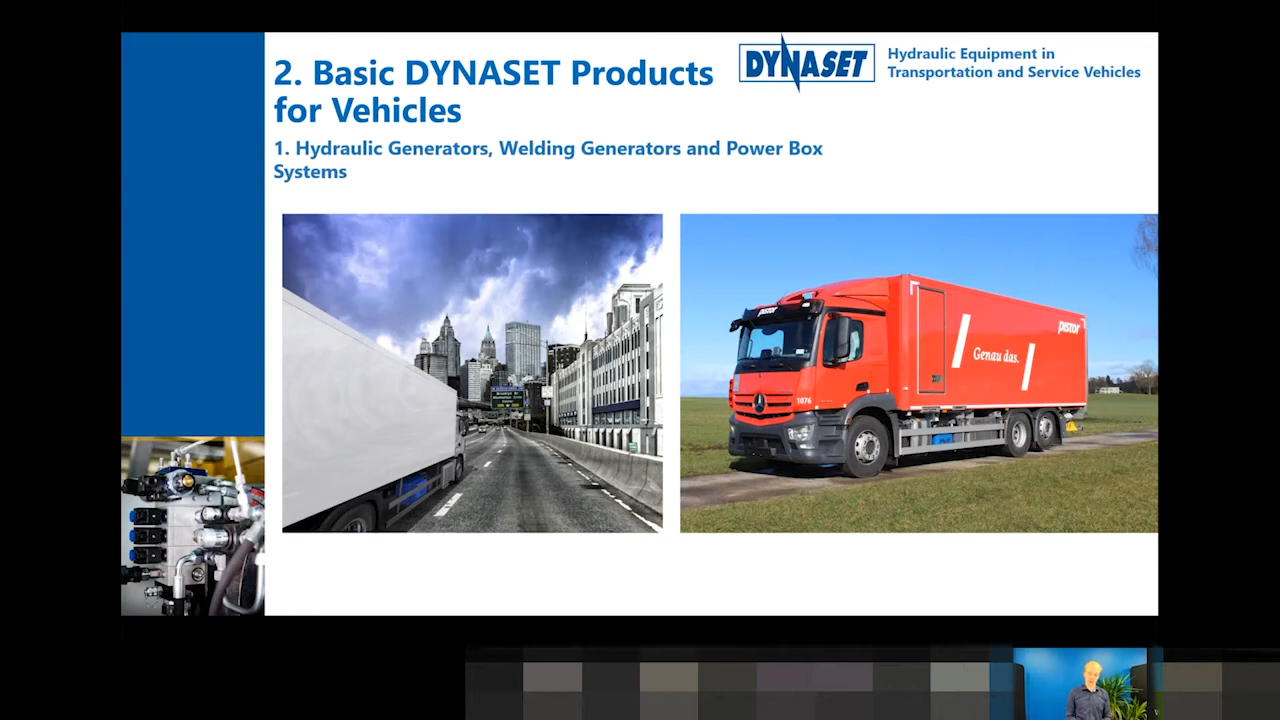 2. Basic DYNASET Products
for Vehicles
DYNASET
Hydraulic Equipment in
Transportation and Service Vehicles
1. Hydraulic Generators, Welding Generators and Power Box
Systems
pistor
pistor
Genau das.
1076